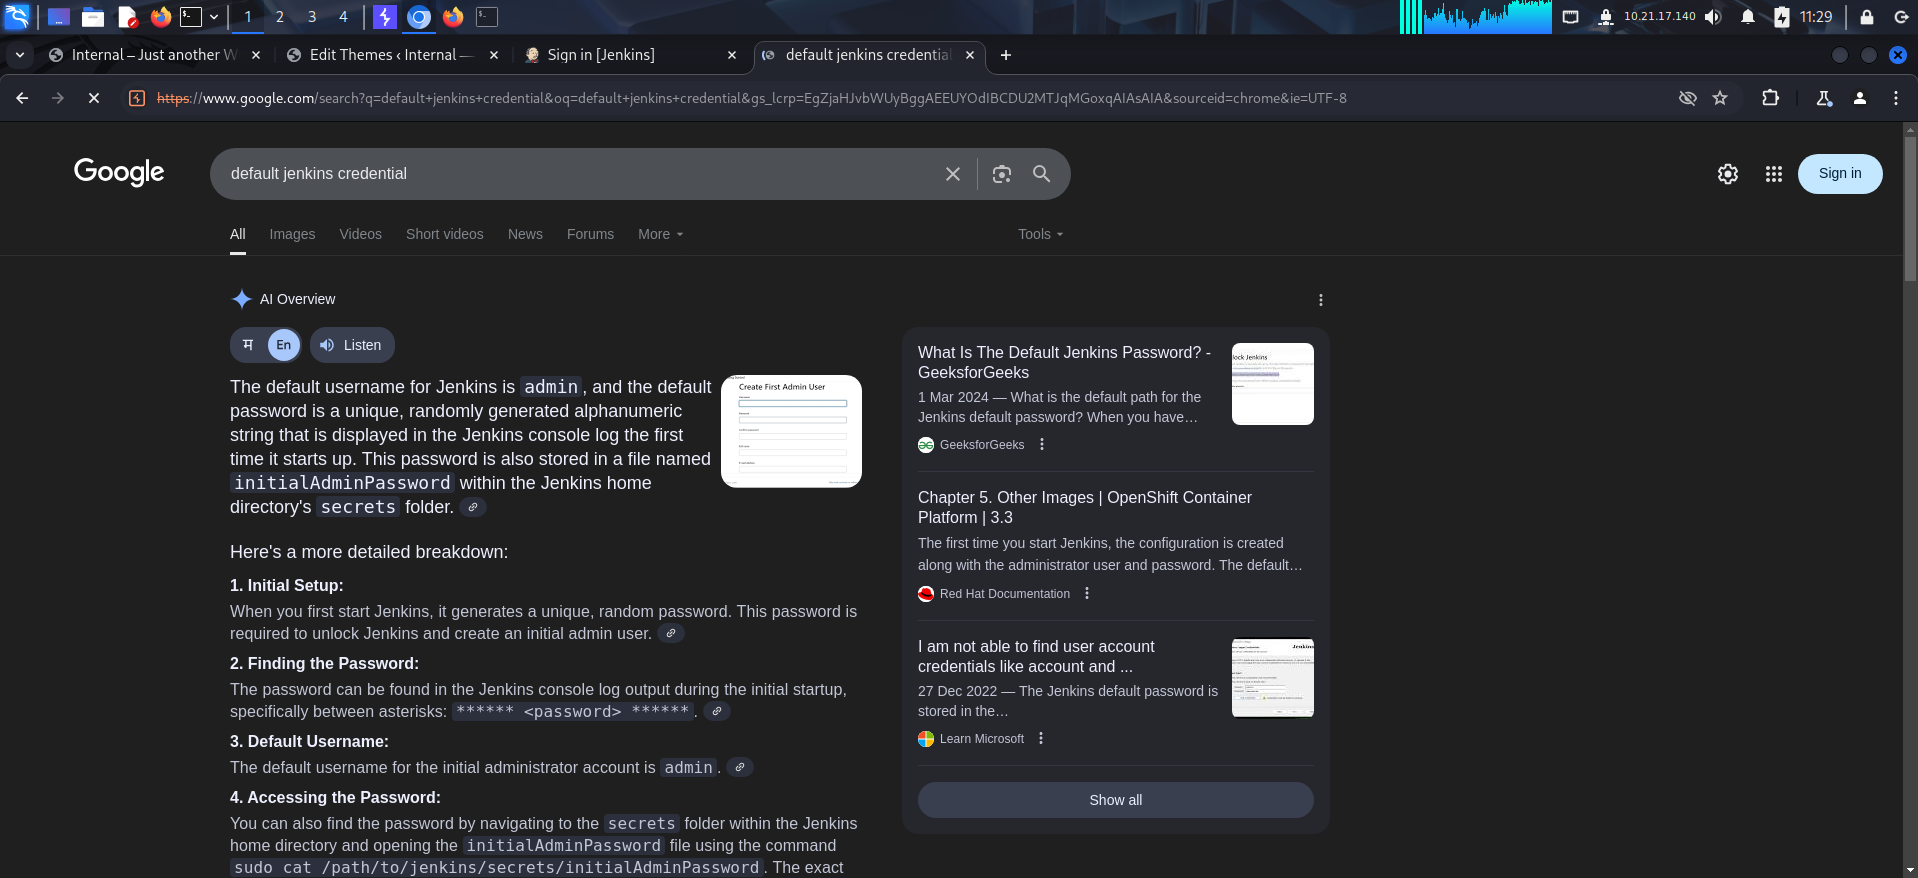 1 2 3 4
10.21.17.140
11:29
Internal – Just another W
Edit Themes ‹ Internal —
Sign in [Jenkins]
default jenkins credential
https://www.google.com/search?q=default+jenkins+credential&oq=default+jenkins+credential&gs_lcrp=EgZjaHJvbWUyBggAEEUYOdIBCDU2MTJqMGoxqAIAsAIA&sourceid=chrome&ie=UTF-8
Google
default jenkins credential
Sign in
All Images Videos Short videos News Forums More Tools
AI Overview
म En Listen
The default username for Jenkins is admin, and the default
password is a unique, randomly generated alphanumeric
string that is displayed in the Jenkins console log the first
time it starts up. This password is also stored in a file named
initialAdminPassword within the Jenkins home
directory's secrets folder.
Create First Admin User
Here's a more detailed breakdown:
1. Initial Setup:
When you first start Jenkins, it generates a unique, random password. This password is
required to unlock Jenkins and create an initial admin user.
2. Finding the Password:
The password can be found in the Jenkins console log output during the initial startup,
specifically between asterisks: ****** <password> ******.
3. Default Username:
The default username for the initial administrator account is admin.
4. Accessing the Password:
You can also find the password by navigating to the secrets folder within the Jenkins
home directory and opening the initialAdminPassword file using the command
sudo cat /path/to/jenkins/secrets/initialAdminPassword. The exact
What Is The Default Jenkins Password? -
GeeksforGeeks
1 Mar 2024 — What is the default path for the
Jenkins default password? When you have…
GeeksforGeeks
lock Jenkins
Chapter 5. Other Images | OpenShift Container
Platform | 3.3
The first time you start Jenkins, the configuration is created
along with the administrator user and password. The default…
Red Hat Documentation
I am not able to find user account
credentials like account and ...
27 Dec 2022 — The Jenkins default password is
stored in the…
Learn Microsoft
Jenkins
Show all